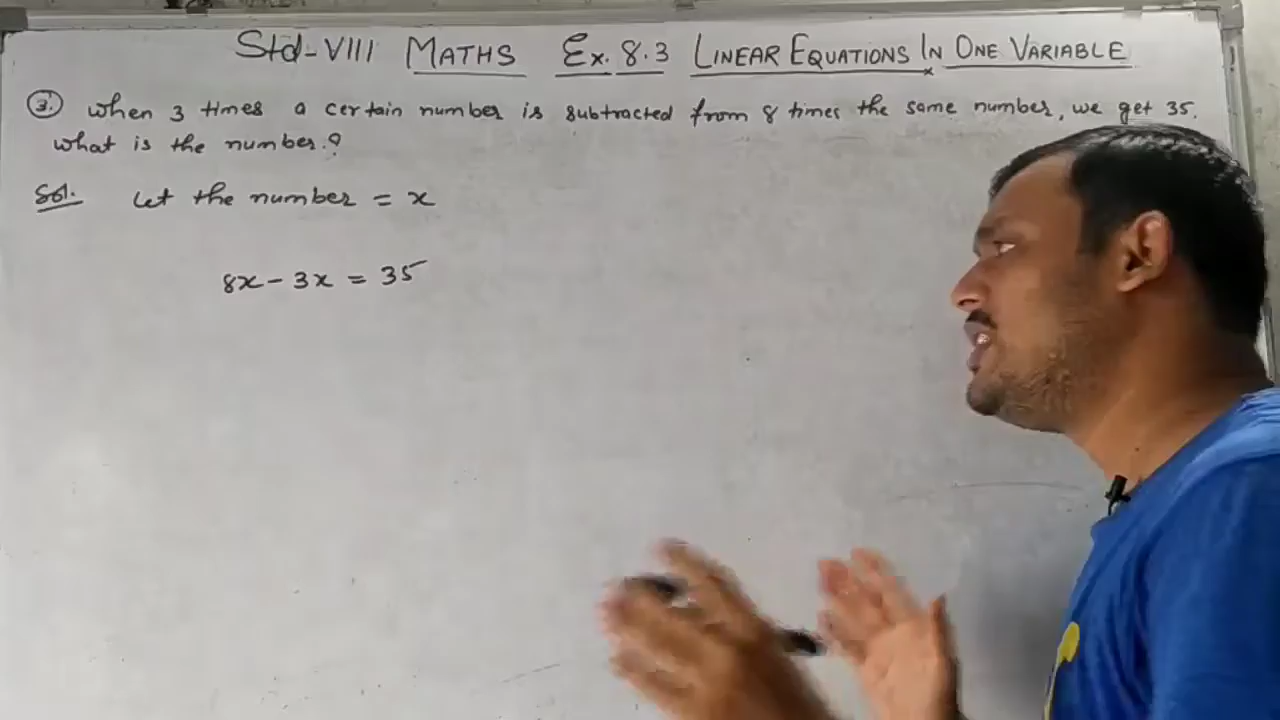 Std-VIII MATHS Ex. 8.3 LINEAR EQUATIONS IN ONE VARIABLE
3. When 3 times a certain number is subtracted from 8 times the same number, we get 35.
what is the number?
Sol. Let the number = x
8x - 3x = 35